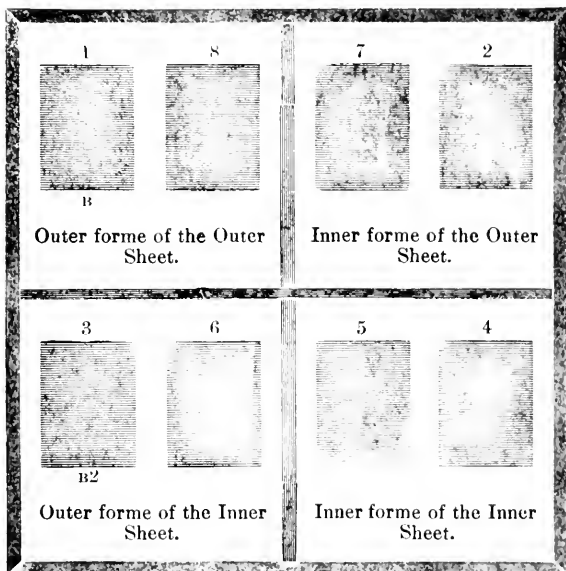 1 8 7 2
B
Outer forme of the Outer
Sheet.
Inner forme of the Outer
Sheet.
3 6 5 4
B2
Outer forme of the Inner
Sheet.
Inner forme of the Inner
Sheet.